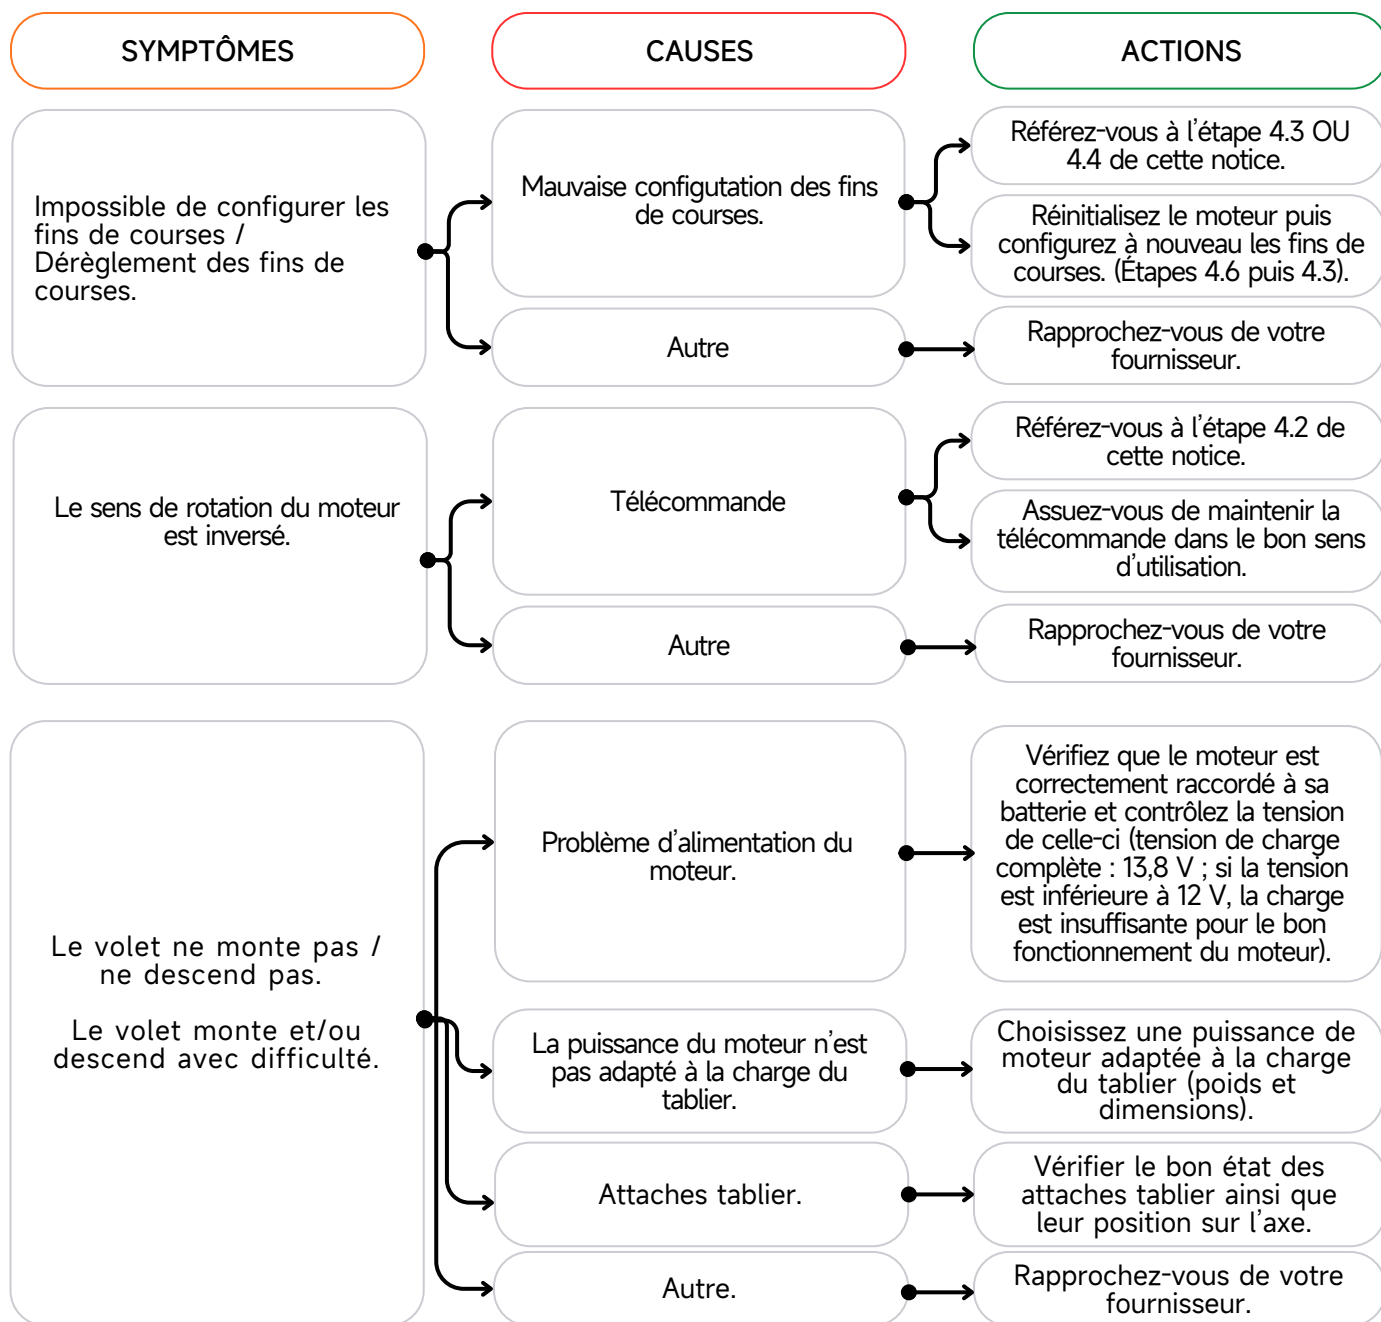 SYMPTÔMES
CAUSES
ACTIONS
Impossible de configurer les
fins de courses /
Dérèglement des fins de
courses.
Mauvaise configutation des fins
de courses.
Référez-vous à l'étape 4.3 OU
4.4 de cette notice.
Réinitialisez le moteur puis
configurez à nouveau les fins de
courses. (Étapes 4.6 puis 4.3).
Autre
Rapprochez-vous de votre
fournisseur.
Le sens de rotation du moteur
est inversé.
Télécommande
Référez-vous à l'étape 4.2 de
cette notice.
Assuez-vous de maintenir la
télécommande dans le bon sens
d'utilisation.
Autre
Rapprochez-vous de votre
fournisseur.
Le volet ne monte pas /
ne descend pas.
Le volet monte et/ou
descend avec difficulté.
Problème d'alimentation du
moteur.
Vérifiez que le moteur est
correctement raccordé à sa
batterie et contrôlez la tension
de celle-ci (tension de charge
complète : 13,8 V ; si la tension
est inférieure à 12 V, la charge
est insuffisante pour le bon
fonctionnement du moteur).
La puissance du moteur n'est
pas adapté à la charge du
tablier.
Choisissez une puissance de
moteur adaptée à la charge
du tablier (poids et
dimensions).
Attaches tablier.
Vérifier le bon état des
attaches tablier ainsi que
leur position sur l'axe.
Autre.
Rapprochez-vous de votre
fournisseur.